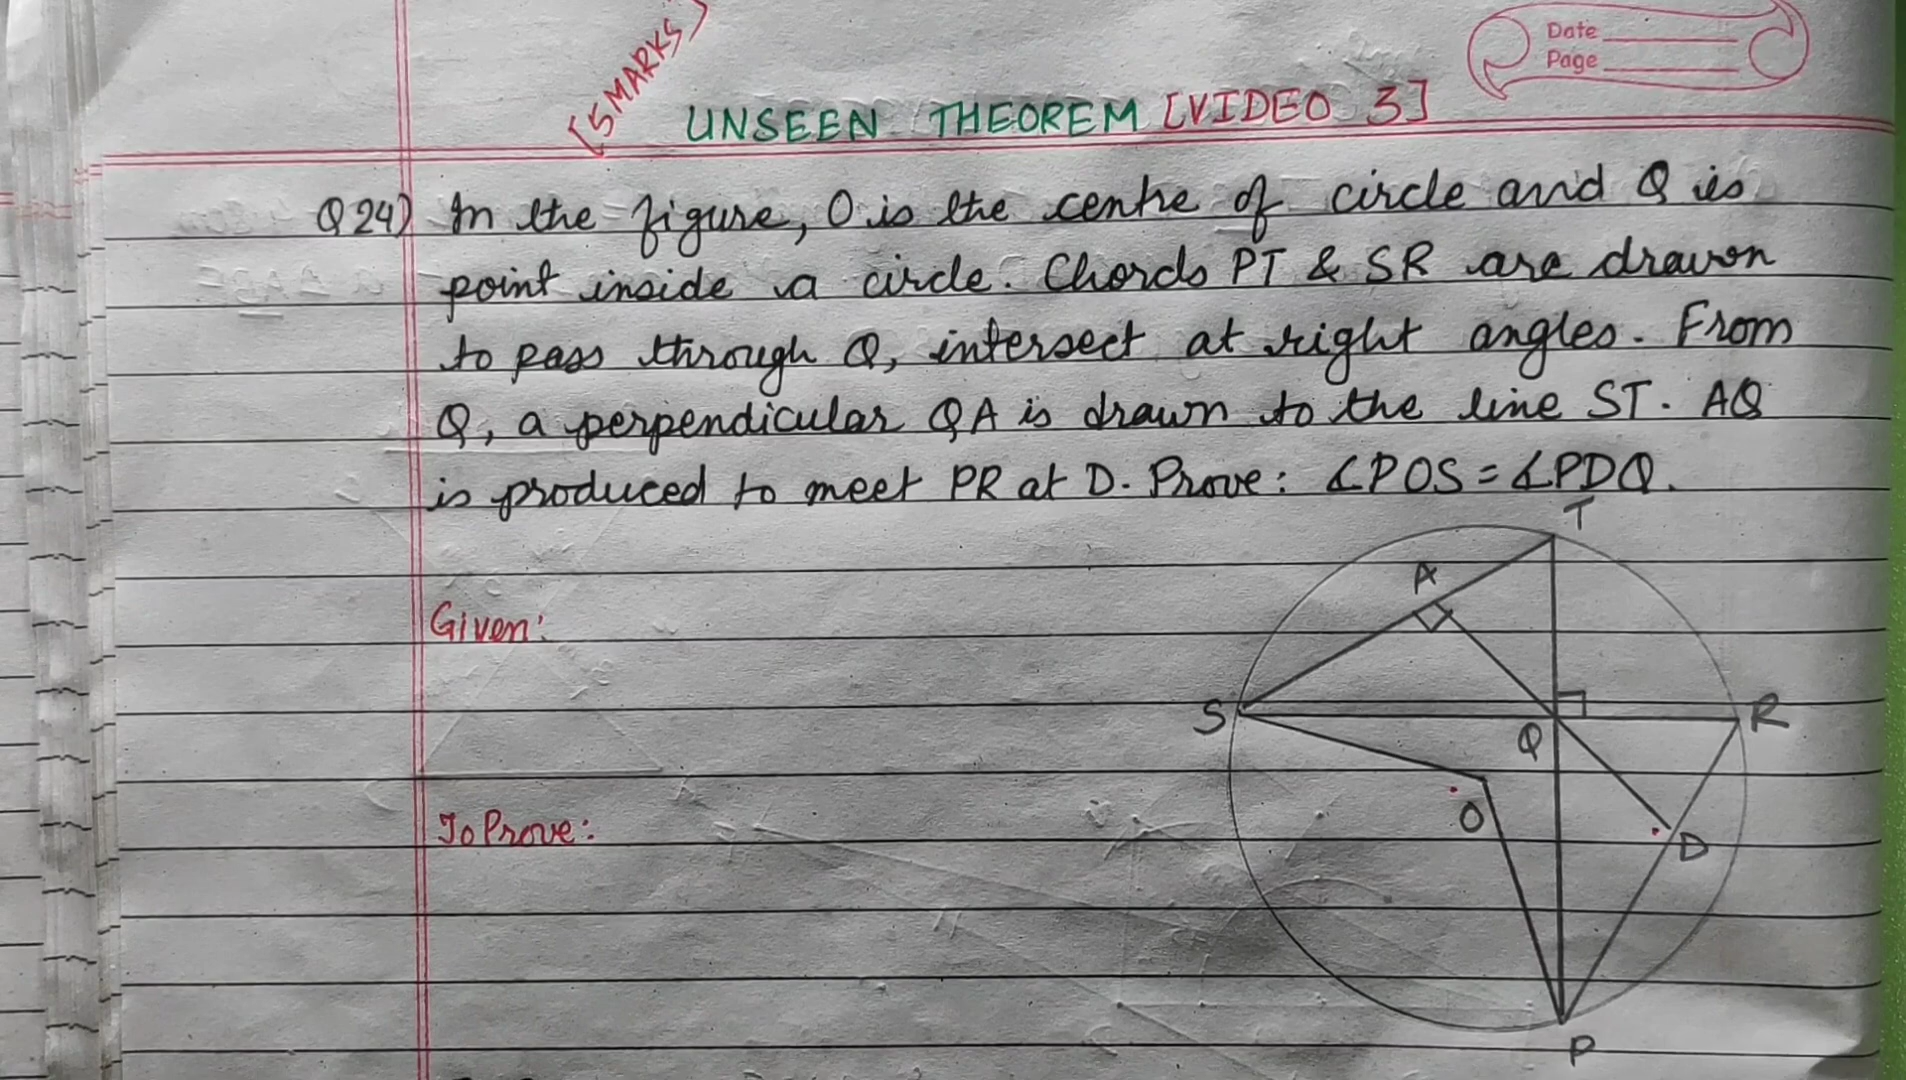 Date
Page
[5 MARKS]
UNSEEN THEOREM [VIDEO 3]
Q24) In the figure, O is the centre of circle and Q is
point inside a circle. Chords PT & SR are drawn
to pass through Q, intersect at right angles. From
Q, a perpendicular QA is drawn to the line ST. AQ
is produced to meet PR at D. Prove: ∠POS = ∠PDQ.
T
A
Given:
S
R
Q
O
To Prove:
D
P